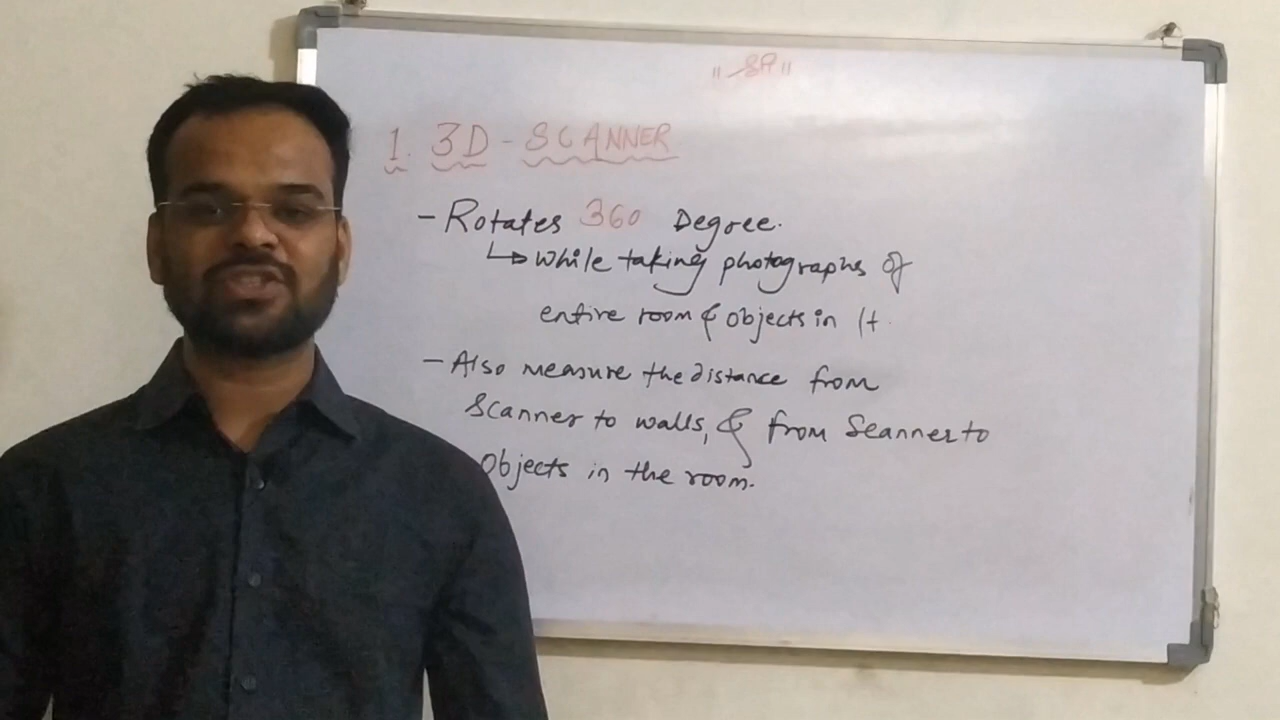 1. 3D-SCANNER
- Rotates 360 Degree.
↳ while taking photographs of
entire room & objects in It.
- Also measure the distance from
Scanner to walls, & from Scanner to
Objects in the room.